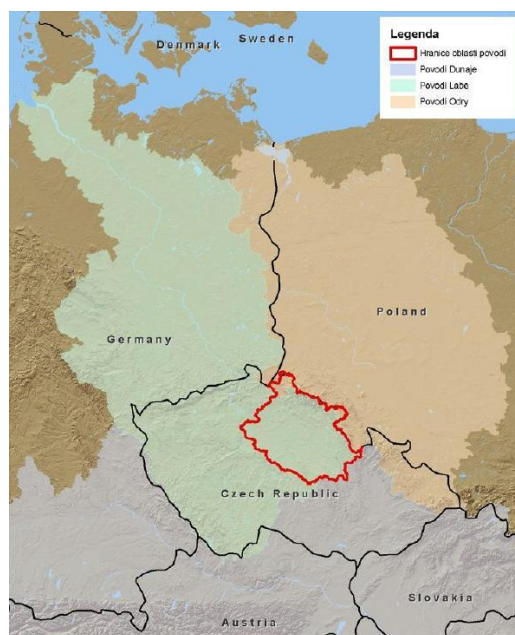 Denmark
Sweden
Legenda
Hranice oblasti povodí
Povodí Dunaje
Povodí Labe
Povodí Odry
Poland
Germany
Czech Republic
Slovakia
Austria